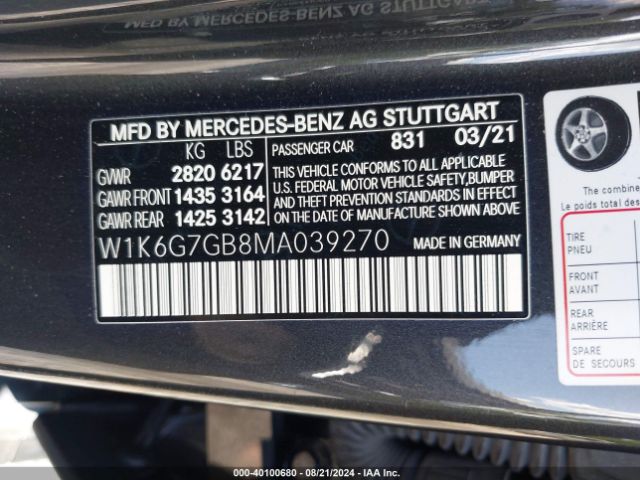 MFD BY MERCEDES-BENZ AG STUTTGART
KG LBS
GVWR 2820 6217
GAWR FRONT 1435 3164
GAWR REAR 1425 3142
PASSENGER CAR 831 03/21
THIS VEHICLE CONFORMS TO ALL APPLICABLE
U.S. FEDERAL MOTOR VEHICLE SAFETY, BUMPER
AND THEFT PREVENTION STANDARDS IN EFFECT
ON THE DATE OF MANUFACTURE SHOWN ABOVE.
W1K6G7GB8MA039270 MADE IN GERMANY
The combine
Le poids total des
TIRE
PNEU
FRONT
AVANT
REAR
ARRIÈRE
SPARE
DE SECOURS
000-40100680 - 08/21/2024 - IAA Inc.